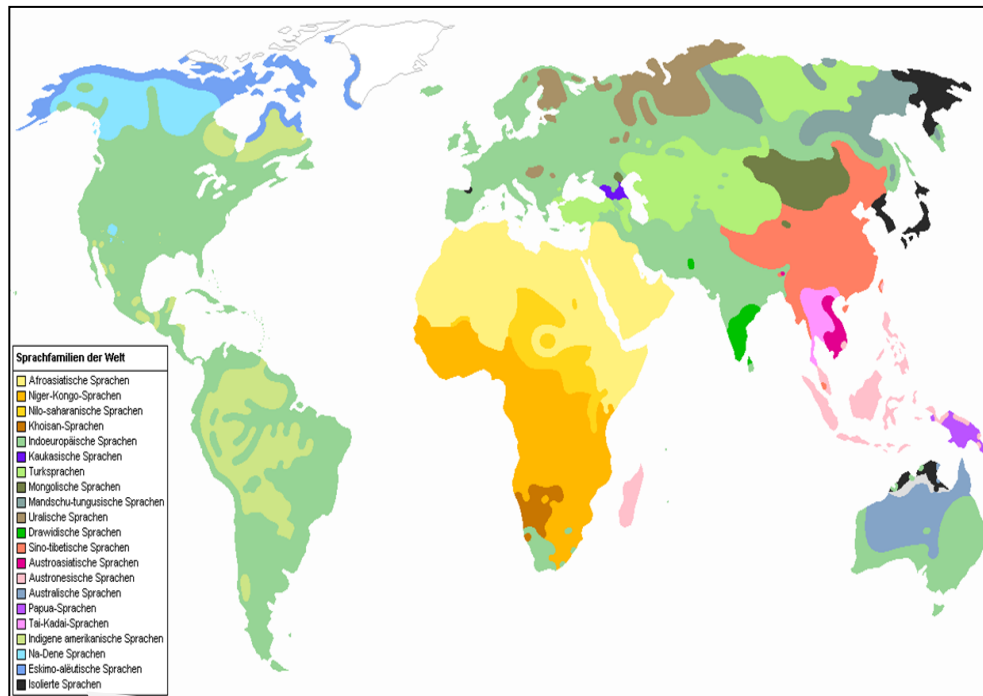 Sprachfamilien der Welt
Afroasiatische Sprachen
Niger-Kongo-Sprachen
Nilo-saharanische Sprachen
Khoisan-Sprachen
Indoeuropäische Sprachen
Kaukasische Sprachen
Turksprachen
Mongolische Sprachen
Mandschu-tungusische Sprachen
Uralische Sprachen
Drawidische Sprachen
Sino-tibetische Sprachen
Austroasiatische Sprachen
Austronesische Sprachen
Australische Sprachen
Papua-Sprachen
Tai-Kadai-Sprachen
Indigene amerikanische Sprachen
Na-Dene Sprachen
Eskimo-alëutische Sprachen
Isolierte Sprachen